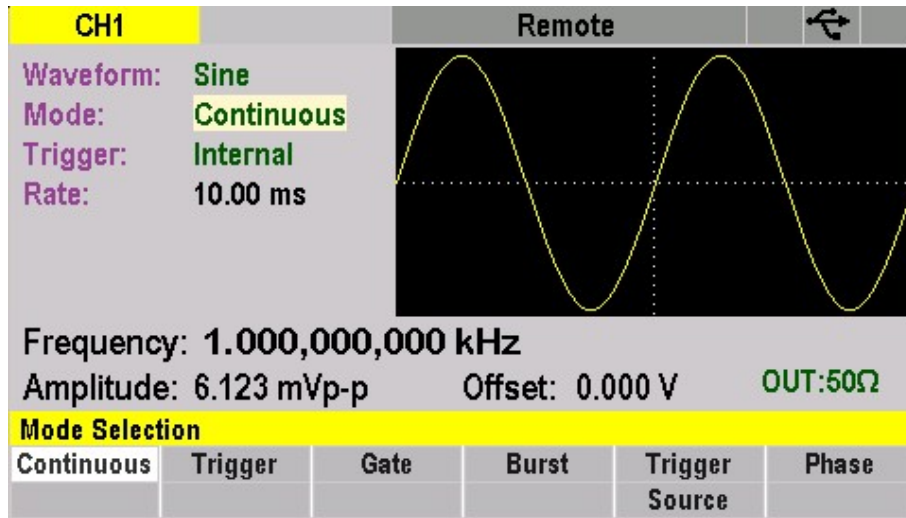 CH1 Remote
Waveform: Sine
Mode: Continuous
Trigger: Internal
Rate: 10.00 ms
Frequency: 1.000,000,000 kHz
Amplitude: 6.123 mVp-p Offset: 0.000 V OUT:50Ω
Mode Selection
Continuous Trigger Gate Burst Trigger Source Phase